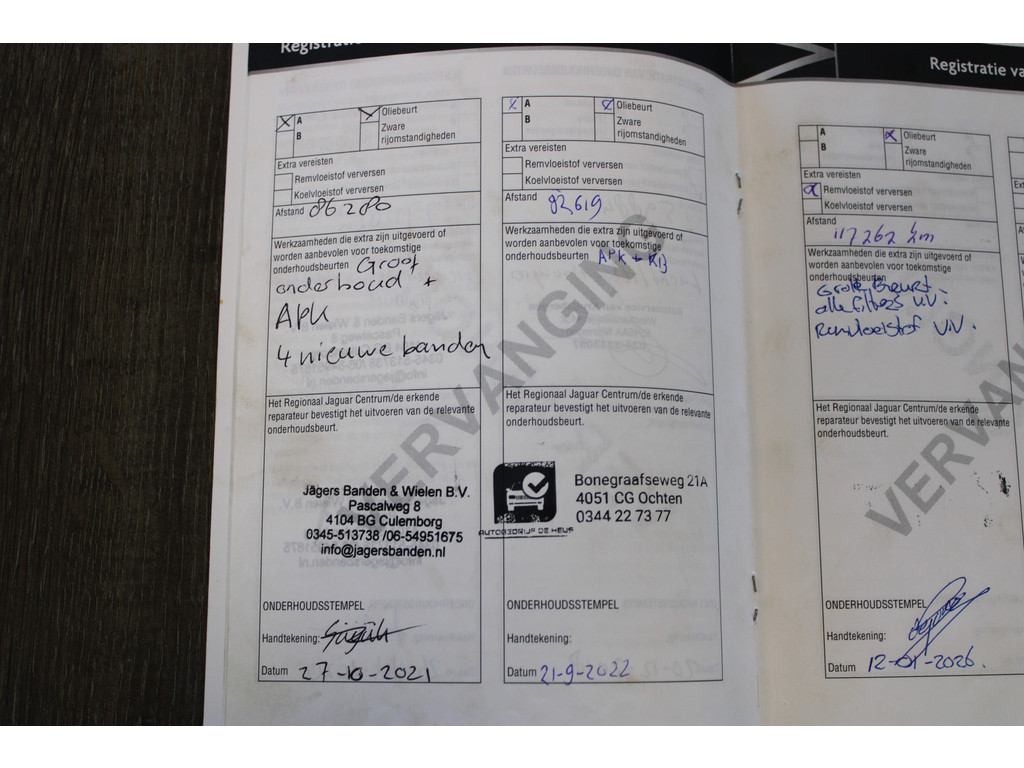 Registratie
A
Oliebeurt
B
Zware
rijomstandigheden
Extra vereisten
Remvloeistof verversen
Koelvloeistof verversen
Afstand 86280
Werkzaamheden die extra zijn uitgevoerd of
worden aanbevolen voor toekomstige
onderhoudsbeurten Groot
onderhoud +
APK
4 nieuwe banden
Het Regionaal Jaguar Centrum/de erkende
reparateur bevestigt het uitvoeren van de relevante
onderhoudsbeurt.
Jägers Banden & Wielen B.V.
Pascalweg 8
4104 BG Culemborg
0345-513738 /06-54951675
info@jagersbanden.nl
ONDERHOUDSSTEMPEL
Handtekening:
Datum 27-10-2021
A
Oliebeurt
B
Zware
rijomstandigheden
Extra vereisten
Remvloeistof verversen
Koelvloeistof verversen
Afstand 92619
Werkzaamheden die extra zijn uitgevoerd of
worden aanbevolen voor toekomstige
onderhoudsbeurten APK +
Het Regionaal Jaguar Centrum/de erkende
reparateur bevestigt het uitvoeren van de relevante
onderhoudsbeurt.
Bonegraafseweg 21A
4051 CG Ochten
0344 22 73 77
AUTOBEDRIJF DE HEUS
ONDERHOUDSSTEMPEL
Handtekening:
Datum 21-9-2022
VERVANGING
Registratie va
A
Oliebeurt
B
Zware
rijomstandigheden
Extra vereisten
Remvloeistof verversen
Koelvloeistof verversen
Afstand
117262 km
Werkzaamheden die extra zijn uitgevoerd of
worden aanbevolen voor toekomstige
onderhoudsbeurten
Grote Beurt.
alle filters V.V.
Remvloeistof V.V.
Het Regionaal Jaguar Centrum/de erkende
reparateur bevestigt het uitvoeren van de relevante
onderhoudsbeurt.
ONDERHOUDSSTEMPEL
Handtekening:
Datum 12-01-2026.
VERVAN